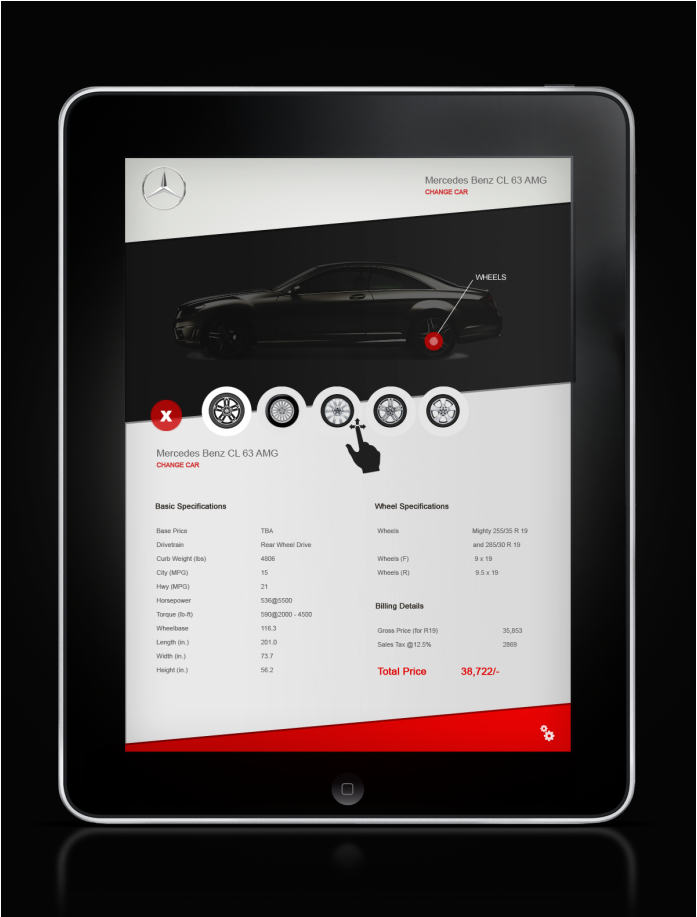 Mercedes Benz CL 63 AMG
CHANGE CAR
WHEELS
X
Mercedes Benz CL 63 AMG
CHANGE CAR
Basic Specifications
Base Price TBA
Drivetrain Rear Wheel Drive
Curb Weight (lbs) 4806
City (MPG) 15
Hwy (MPG) 21
Horsepower 536@5500
Torque (lb-ft) 590@2000 - 4500
Wheelbase 116.3
Length (in.) 201.0
Width (in.) 73.7
Height (in.) 56.2
Wheel Specifications
Wheels Mighty 255/35 R 19
and 285/30 R 19
Wheels (F) 9 x 19
Wheels (R) 9.5 x 19
Billing Details
Gross Price (for R19) 35,853
Sales Tax @12.5% 2869
Total Price 38,722/-